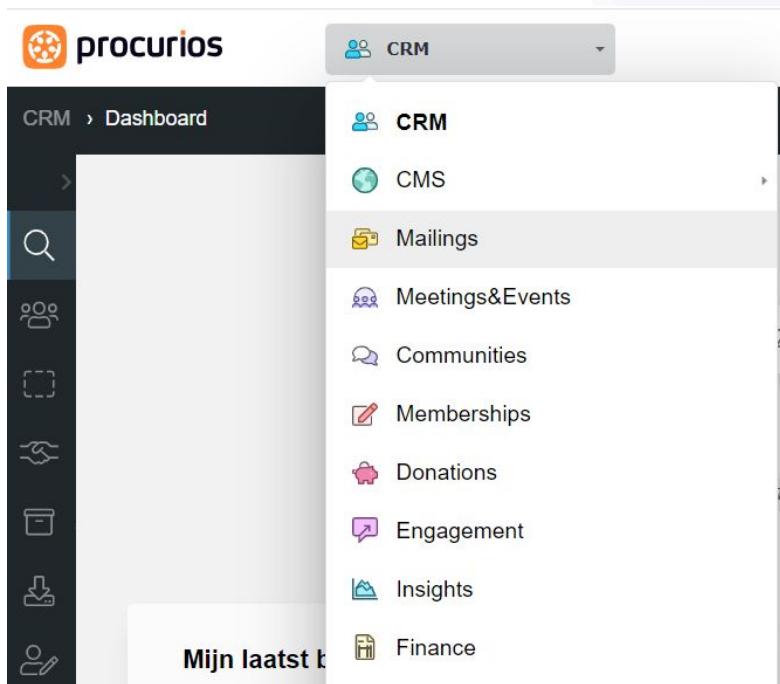 procurios
CRM
CRM › Dashboard
CRM
CMS
Mailings
Meetings&Events
Communities
Memberships
Donations
Engagement
Insights
Finance
Mijn laatst